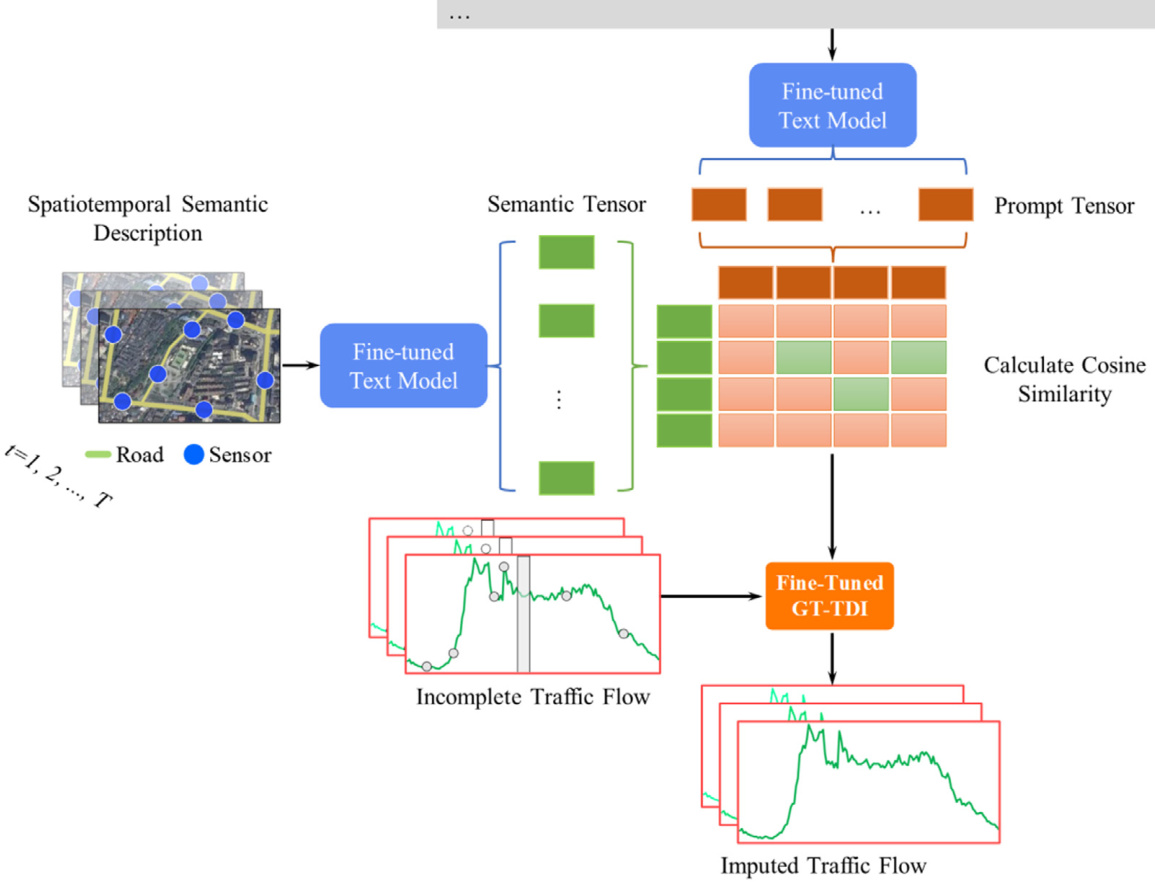 ...
Fine-tuned
Text Model
Spatiotemporal Semantic
Description
Semantic Tensor
...
Prompt Tensor
Fine-tuned
Text Model
...
Calculate Cosine
Similarity
Road
Sensor
t=1, 2, ..., T
Fine-Tuned
GT-TDI
Incomplete Traffic Flow
Imputed Traffic Flow